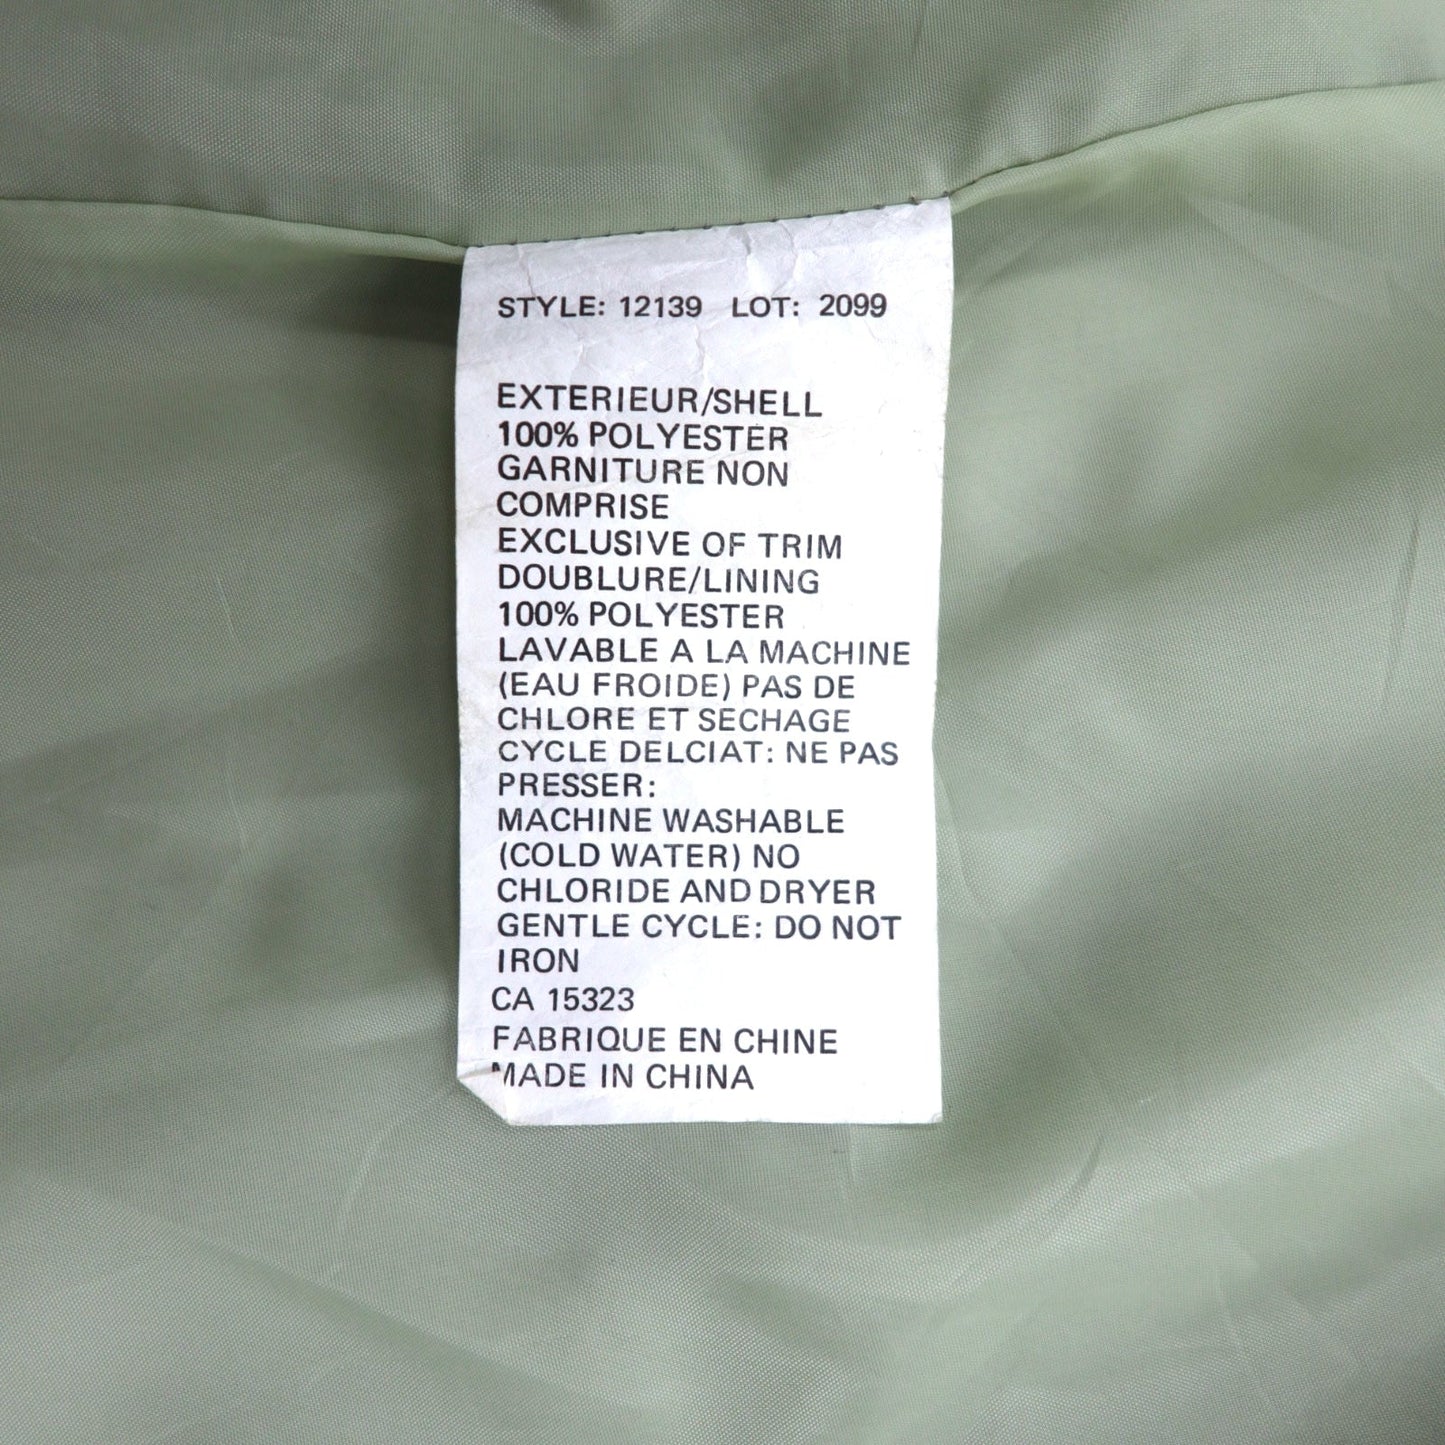 STYLE: 12139 LOT: 2099
EXTERIEUR/SHELL
100% POLYESTER
GARNITURE NON
COMPRISE
EXCLUSIVE OF TRIM
DOUBLURE/LINING
100% POLYESTER
LAVABLE A LA MACHINE
(EAU FROIDE) PAS DE
CHLORE ET SECHAGE
CYCLE DELCIAT: NE PAS
PRESSER:
MACHINE WASHABLE
(COLD WATER) NO
CHLORIDE AND DRYER
GENTLE CYCLE: DO NOT
IRON
CA 15323
FABRIQUE EN CHINE
MADE IN CHINA